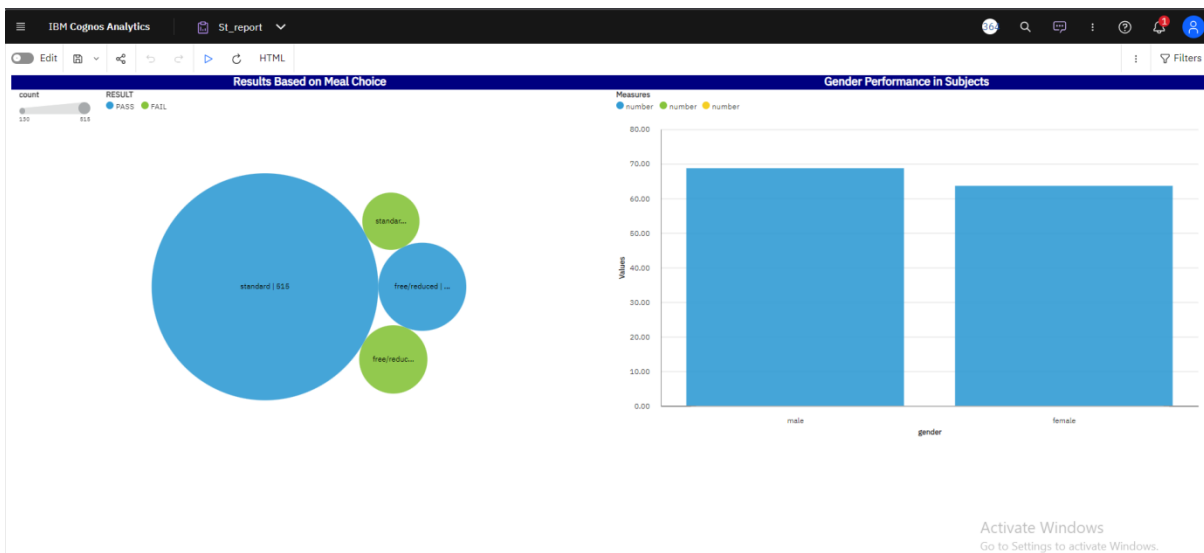 IBM Cognos Analytics St_report
364
1
Edit HTML Filters
Results Based on Meal Choice
count
130 515
RESULT
PASS FAIL
standard | 515
standar...
free/reduced | ...
free/reduc...
Gender Performance in Subjects
Measures
number number number
80.00
70.00
60.00
50.00
40.00
30.00
20.00
10.00
0.00
Values
male female
gender
Activate Windows
Go to Settings to activate Windows.